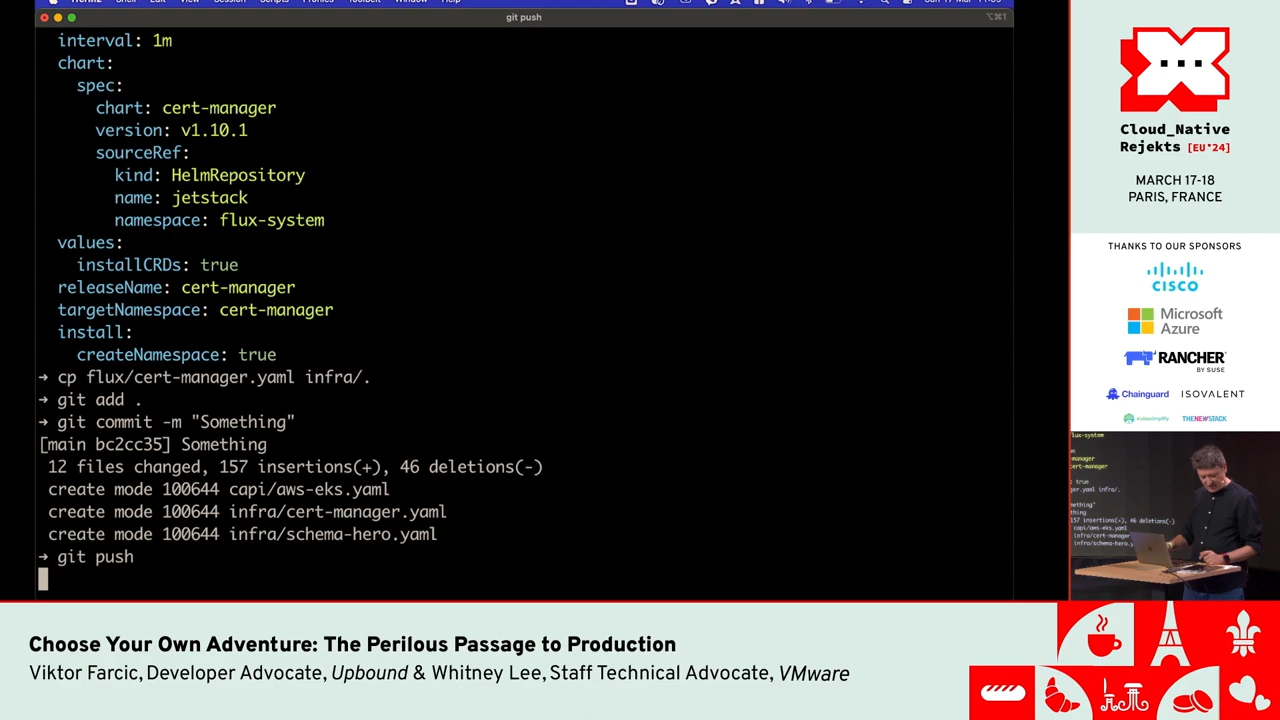 git push
⌥⌘1
interval: 1m
chart:
spec:
chart: cert-manager
version: v1.10.1
sourceRef:
kind: HelmRepository
name: jetstack
namespace: flux-system
values:
installCRDs: true
releaseName: cert-manager
targetNamespace: cert-manager
install:
createNamespace: true
→ cp flux/cert-manager.yaml infra/.
→ git add .
→ git commit -m "Something"
[main bc2cc35] Something
12 files changed, 157 insertions(+), 46 deletions(-)
create mode 100644 capi/aws-eks.yaml
create mode 100644 infra/cert-manager.yaml
create mode 100644 infra/schema-hero.yaml
→ git push
Cloud_Native
Rejekts [EU'24]
MARCH 17-18
PARIS, FRANCE
THANKS TO OUR SPONSORS
CISCO
Microsoft
Azure
RANCHER
BY SUSE
Chainguard ISOVALENT
THENEWSTACK
Choose Your Own Adventure: The Perilous Passage to Production
Viktor Farcic, Developer Advocate, Upbound & Whitney Lee, Staff Technical Advocate, VMware